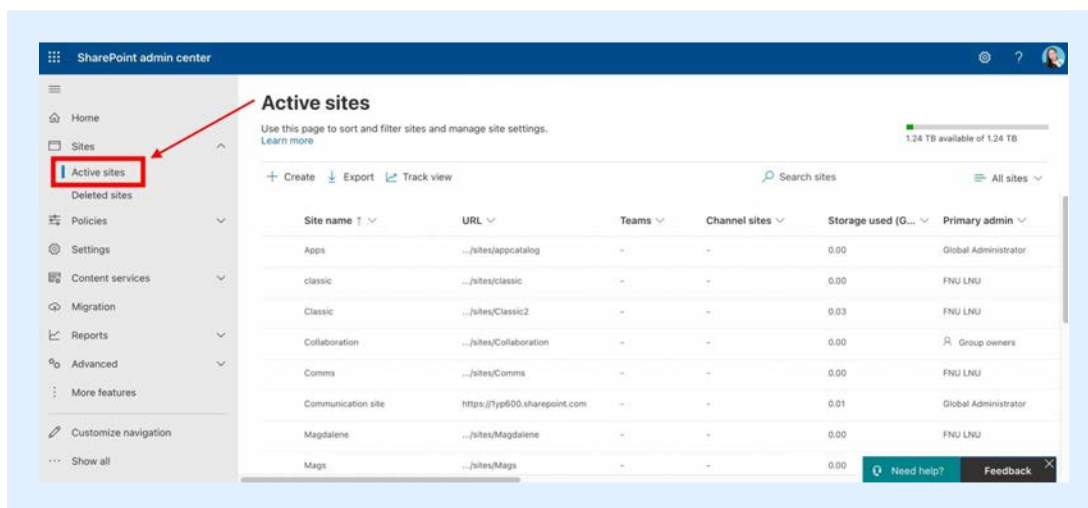 SharePoint admin center
?
Home
Sites
Active sites
Deleted sites
Policies
Settings
Content services
Migration
Reports
Advanced
More features
Customize navigation
Show all
Active sites
Use this page to sort and filter sites and manage site settings.
Learn more
1.24 TB available of 1.24 TB
Create Export Track view Search sites All sites
Site name ↑ URL Teams Channel sites Storage used (G... Primary admin
Apps .../sites/appcatalog - - 0.00 Global Administrator
classic .../sites/classic - - 0.00 FNU LNU
Classic .../sites/Classic2 - - 0.03 FNU LNU
Collaboration .../sites/Collaboration - - 0.00 Group owners
Comms .../sites/Comms - - 0.00 FNU LNU
Communication site https://1yp600.sharepoint.com - - 0.01 Global Administrator
Magdalene .../sites/Magdalene - - 0.00 FNU LNU
Mags .../sites/Mags - - 0.00
Need help? Feedback